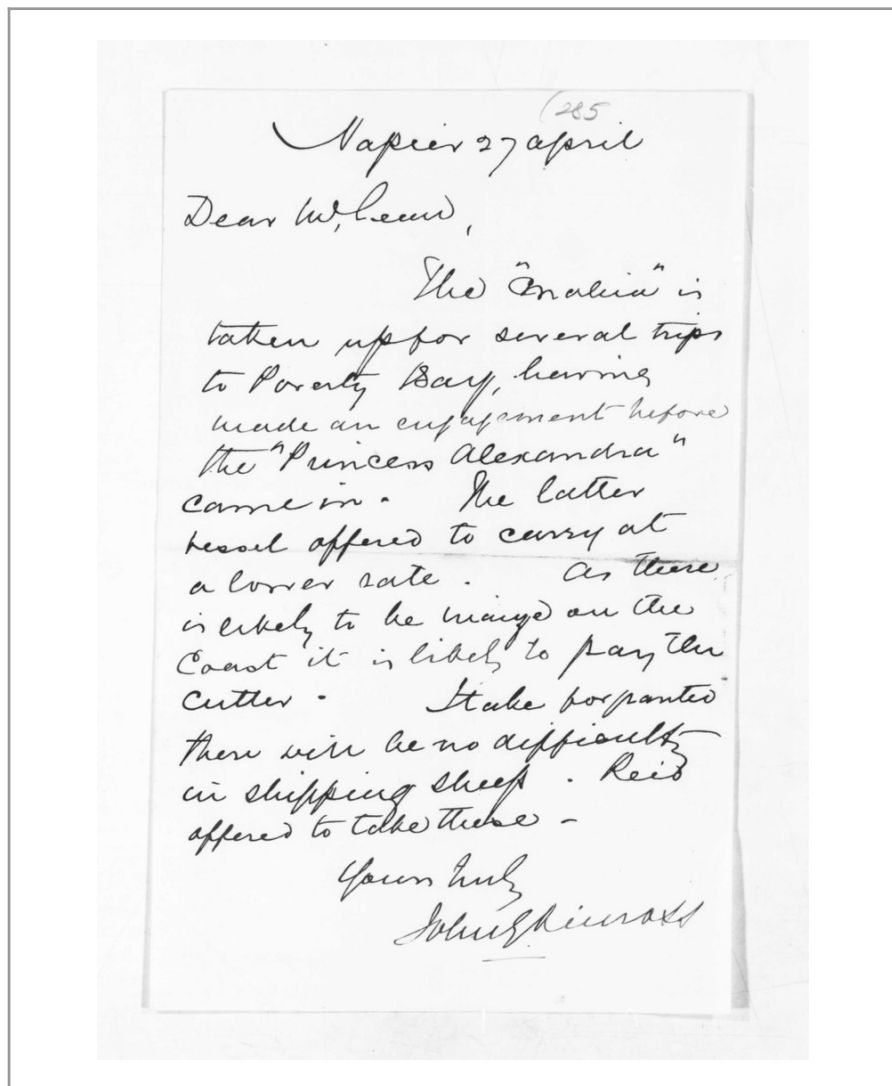 (285
Napier 27 april
Dear McLean,
The "Mahia" is
taken up for several trips
to Poverty Bay, having
made an engagement before
the "Princess Alexandra"
came in. The latter
vessel offered to carry at
a lower rate. As there
is likely to be maize on the
Coast it is likely to pay the
Cutter. I take for granted
there will be no difficulty
in shipping sheep. Reid
offered to take these -
Yours truly
John G Kinross